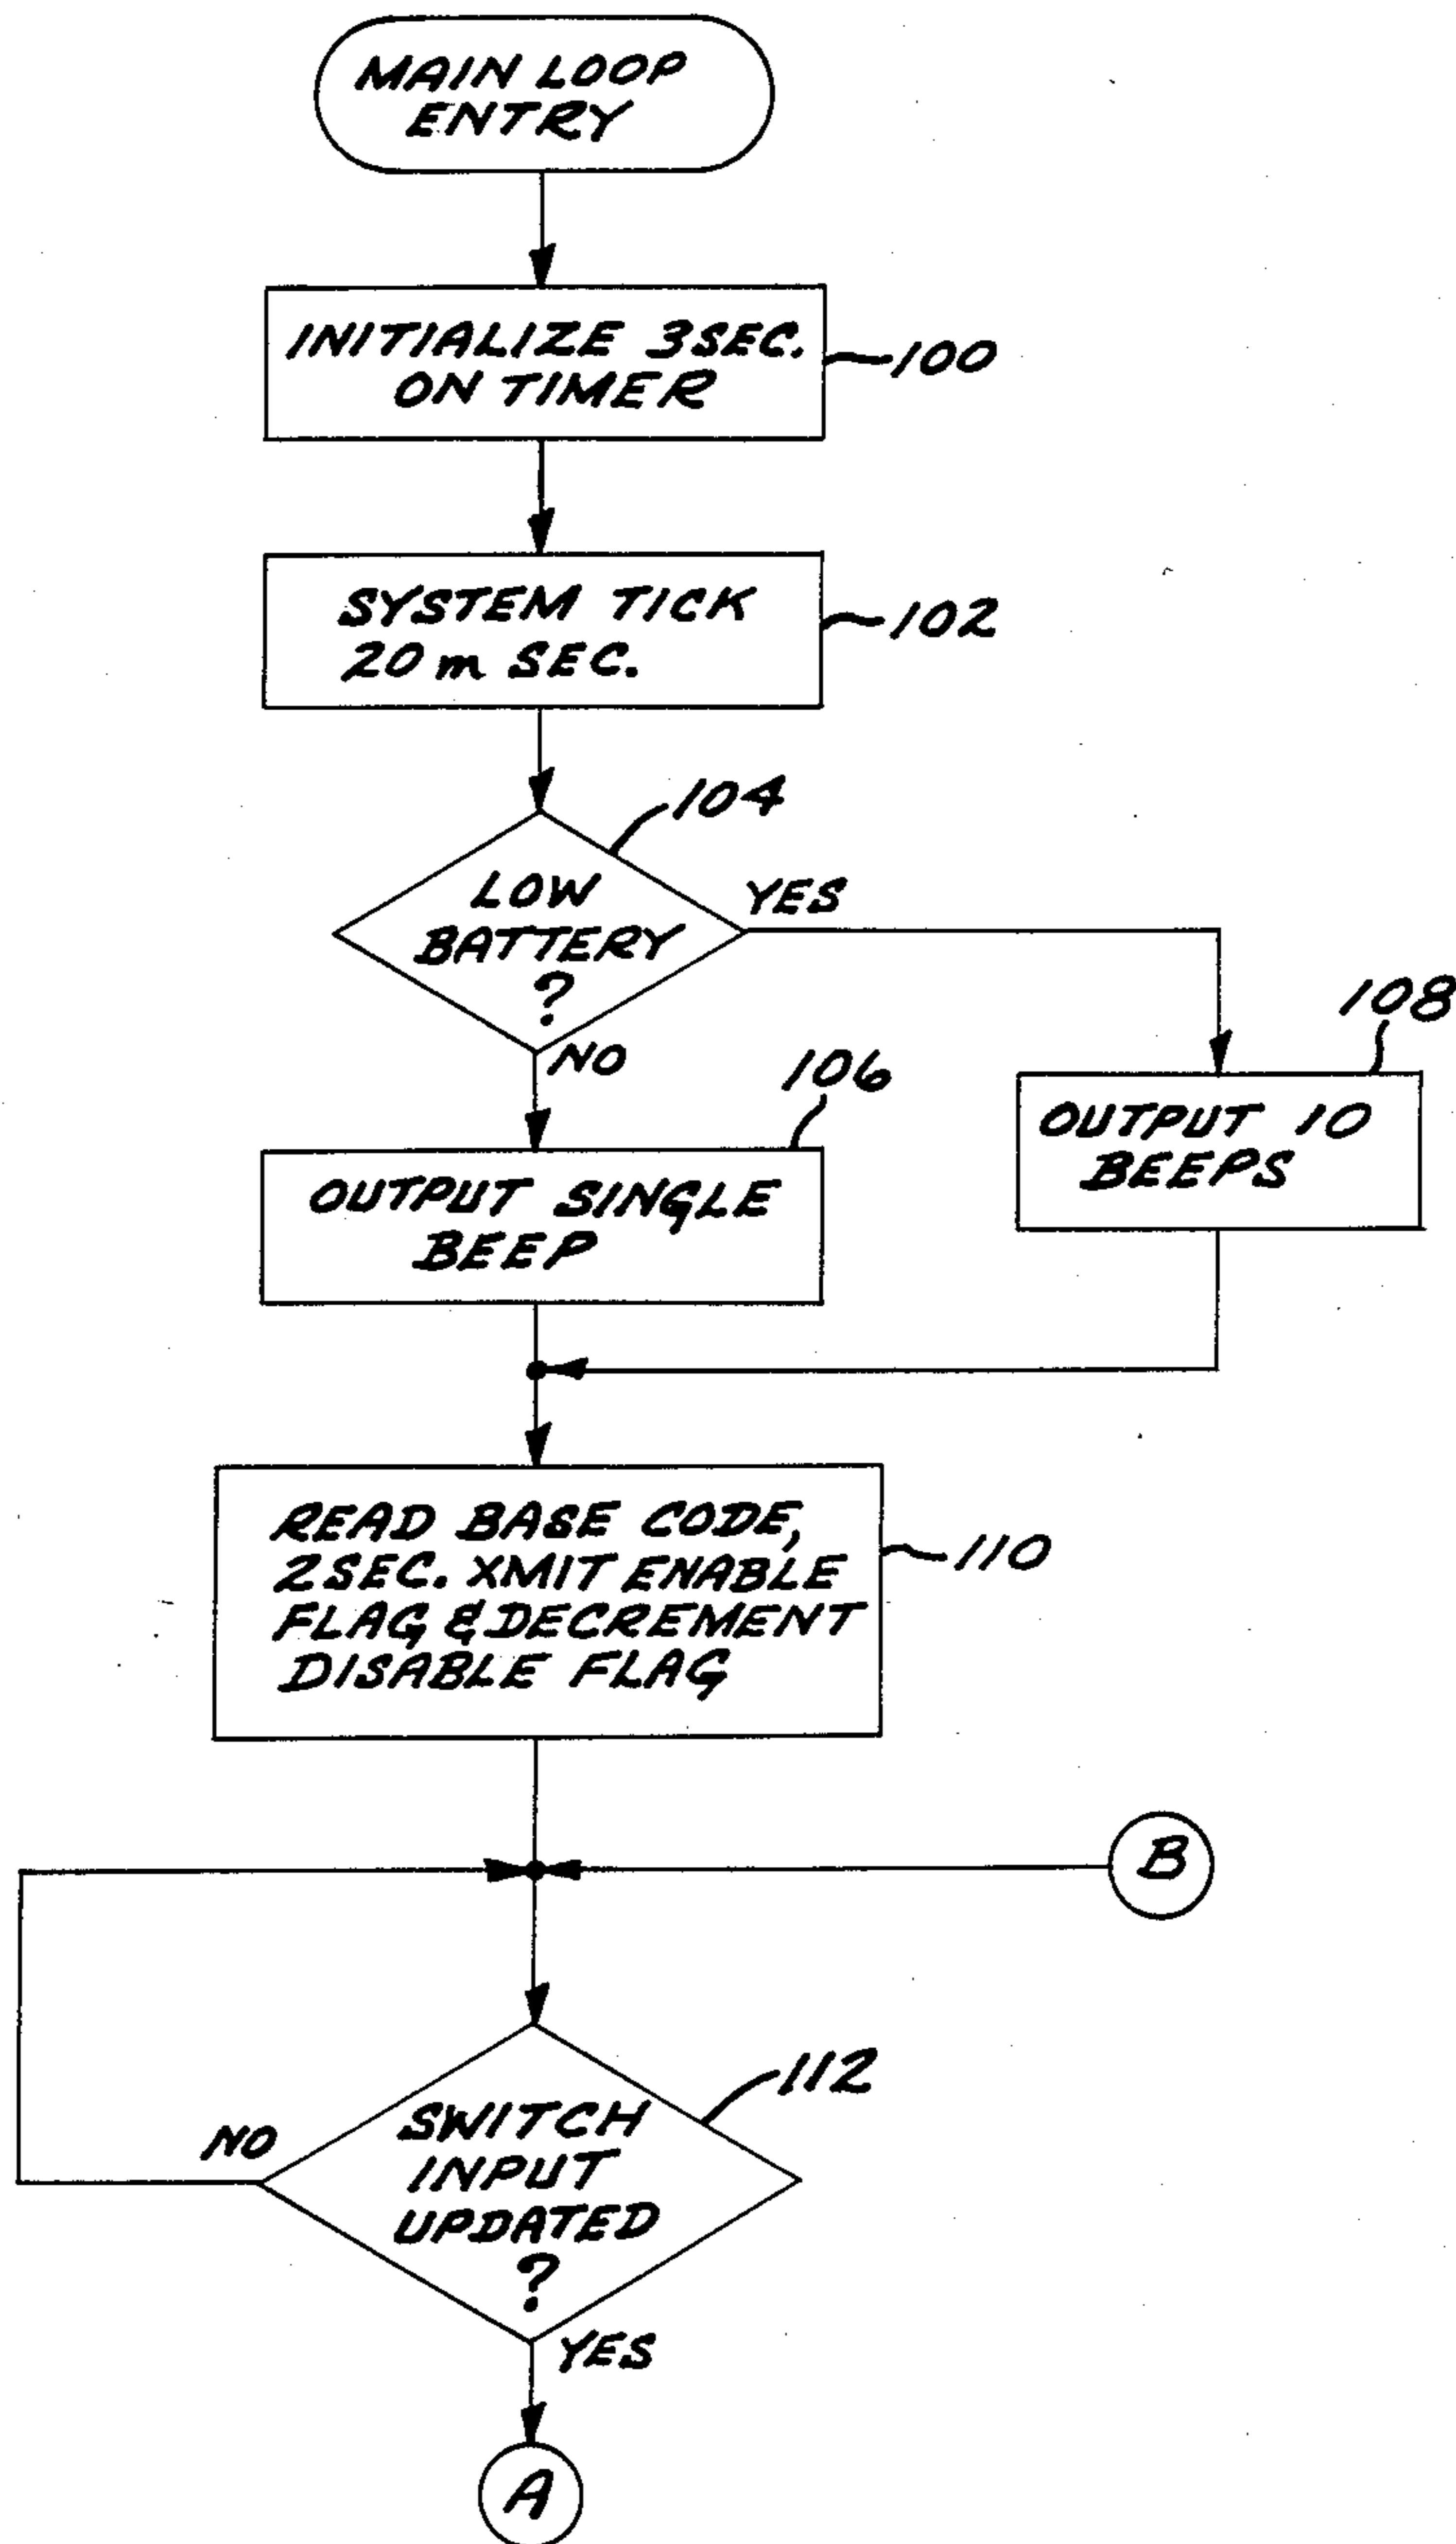 MAIN LOOP
ENTRY
INITIALIZE 3SEC.
ON TIMER
100
SYSTEM TICK
20 m SEC.
102
104
LOW
BATTERY
?
YES
NO
106
108
OUTPUT SINGLE
BEEP
OUTPUT 10
BEEPS
READ BASE CODE,
2SEC. XMIT ENABLE
FLAG & DECREMENT
DISABLE FLAG
110
B
112
NO
SWITCH
INPUT
UPDATED
?
YES
A